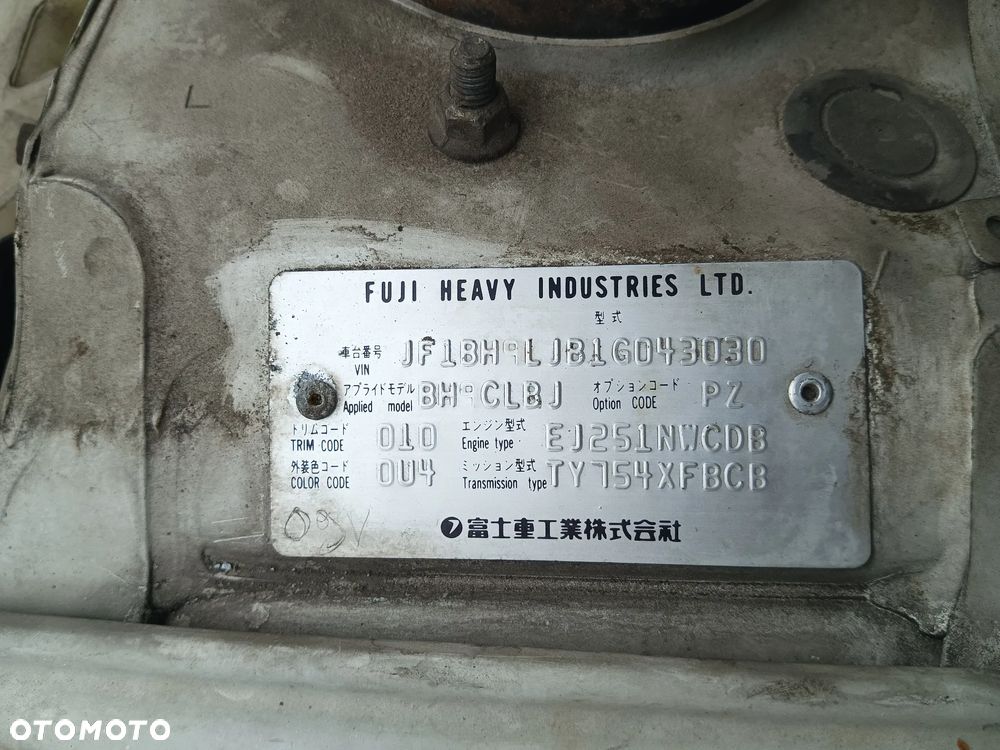 L
FUJI HEAVY INDUSTRIES LTD.
型式
車台番号 VIN JF1BH9LJB1G043030
アプライドモデル Applied model BH9CLBJ オプションコード Option CODE PZ
トリムコード TRIM CODE 010 エンジン型式 Engine type EJ251NWCDB
外装色コード COLOR CODE 0U4 ミッション型式 Transmission type TY754XFBCB
富士重工業株式会社
OTOMOTO